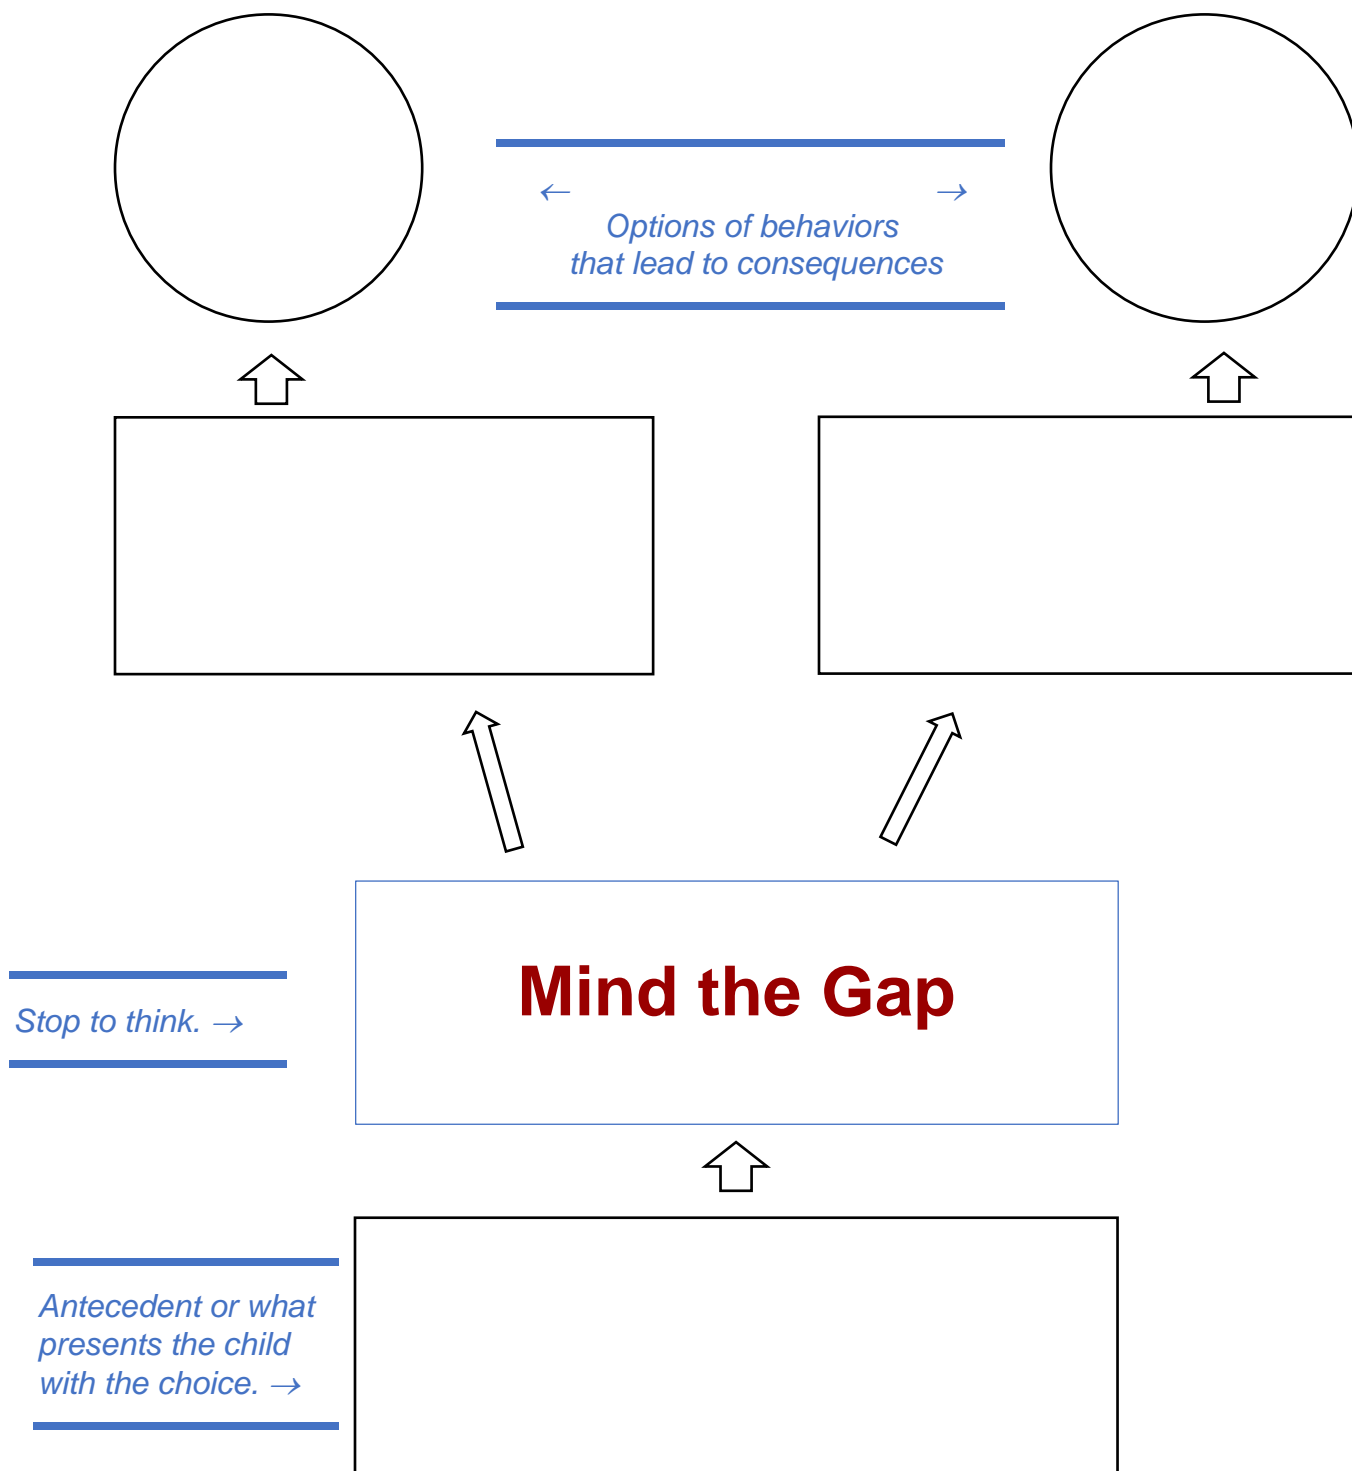 ← →
Options of behaviors
that lead to consequences
Mind the Gap
Stop to think. →
Antecedent or what
presents the child
with the choice. →